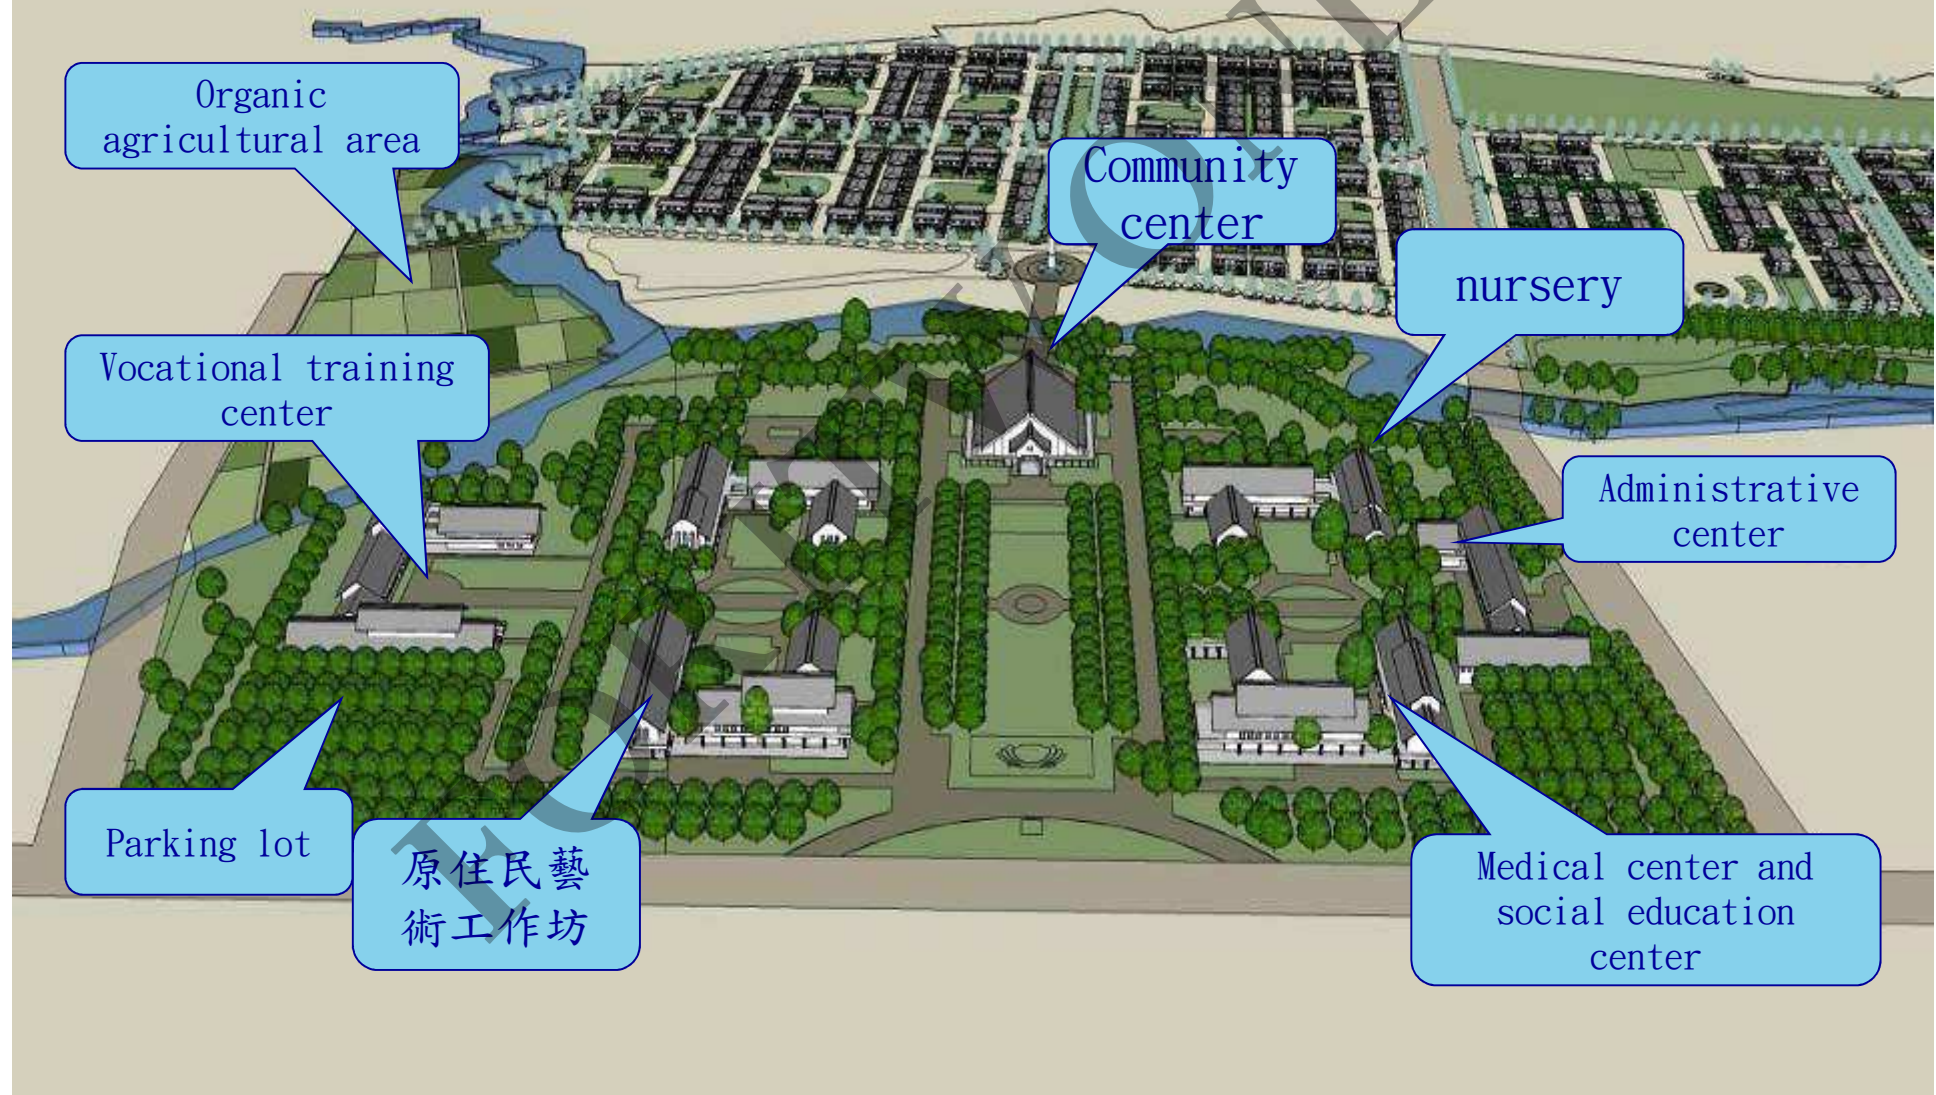 Organic
agricultural area
Community
center
nursery
Vocational training
center
Administrative
center
Parking lot
原住民藝
術工作坊
Medical center and
social education
center